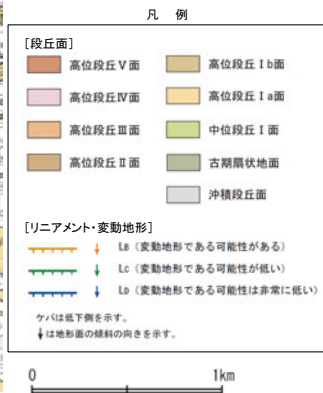 凡 例
[段丘面]
高位段丘Ⅴ面
高位段丘Ⅰb面
高位段丘Ⅳ面
高位段丘Ⅰa面
高位段丘Ⅲ面
中位段丘Ⅰ面
高位段丘Ⅱ面
古期扇状地面
沖積段丘面
[リニアメント・変動地形]
LB (変動地形である可能性がある)
LC (変動地形である可能性が低い)
LD (変動地形である可能性は非常に低い)
ケバは低下側を示す。
↓は地形面の傾斜の向きを示す。
0 1km